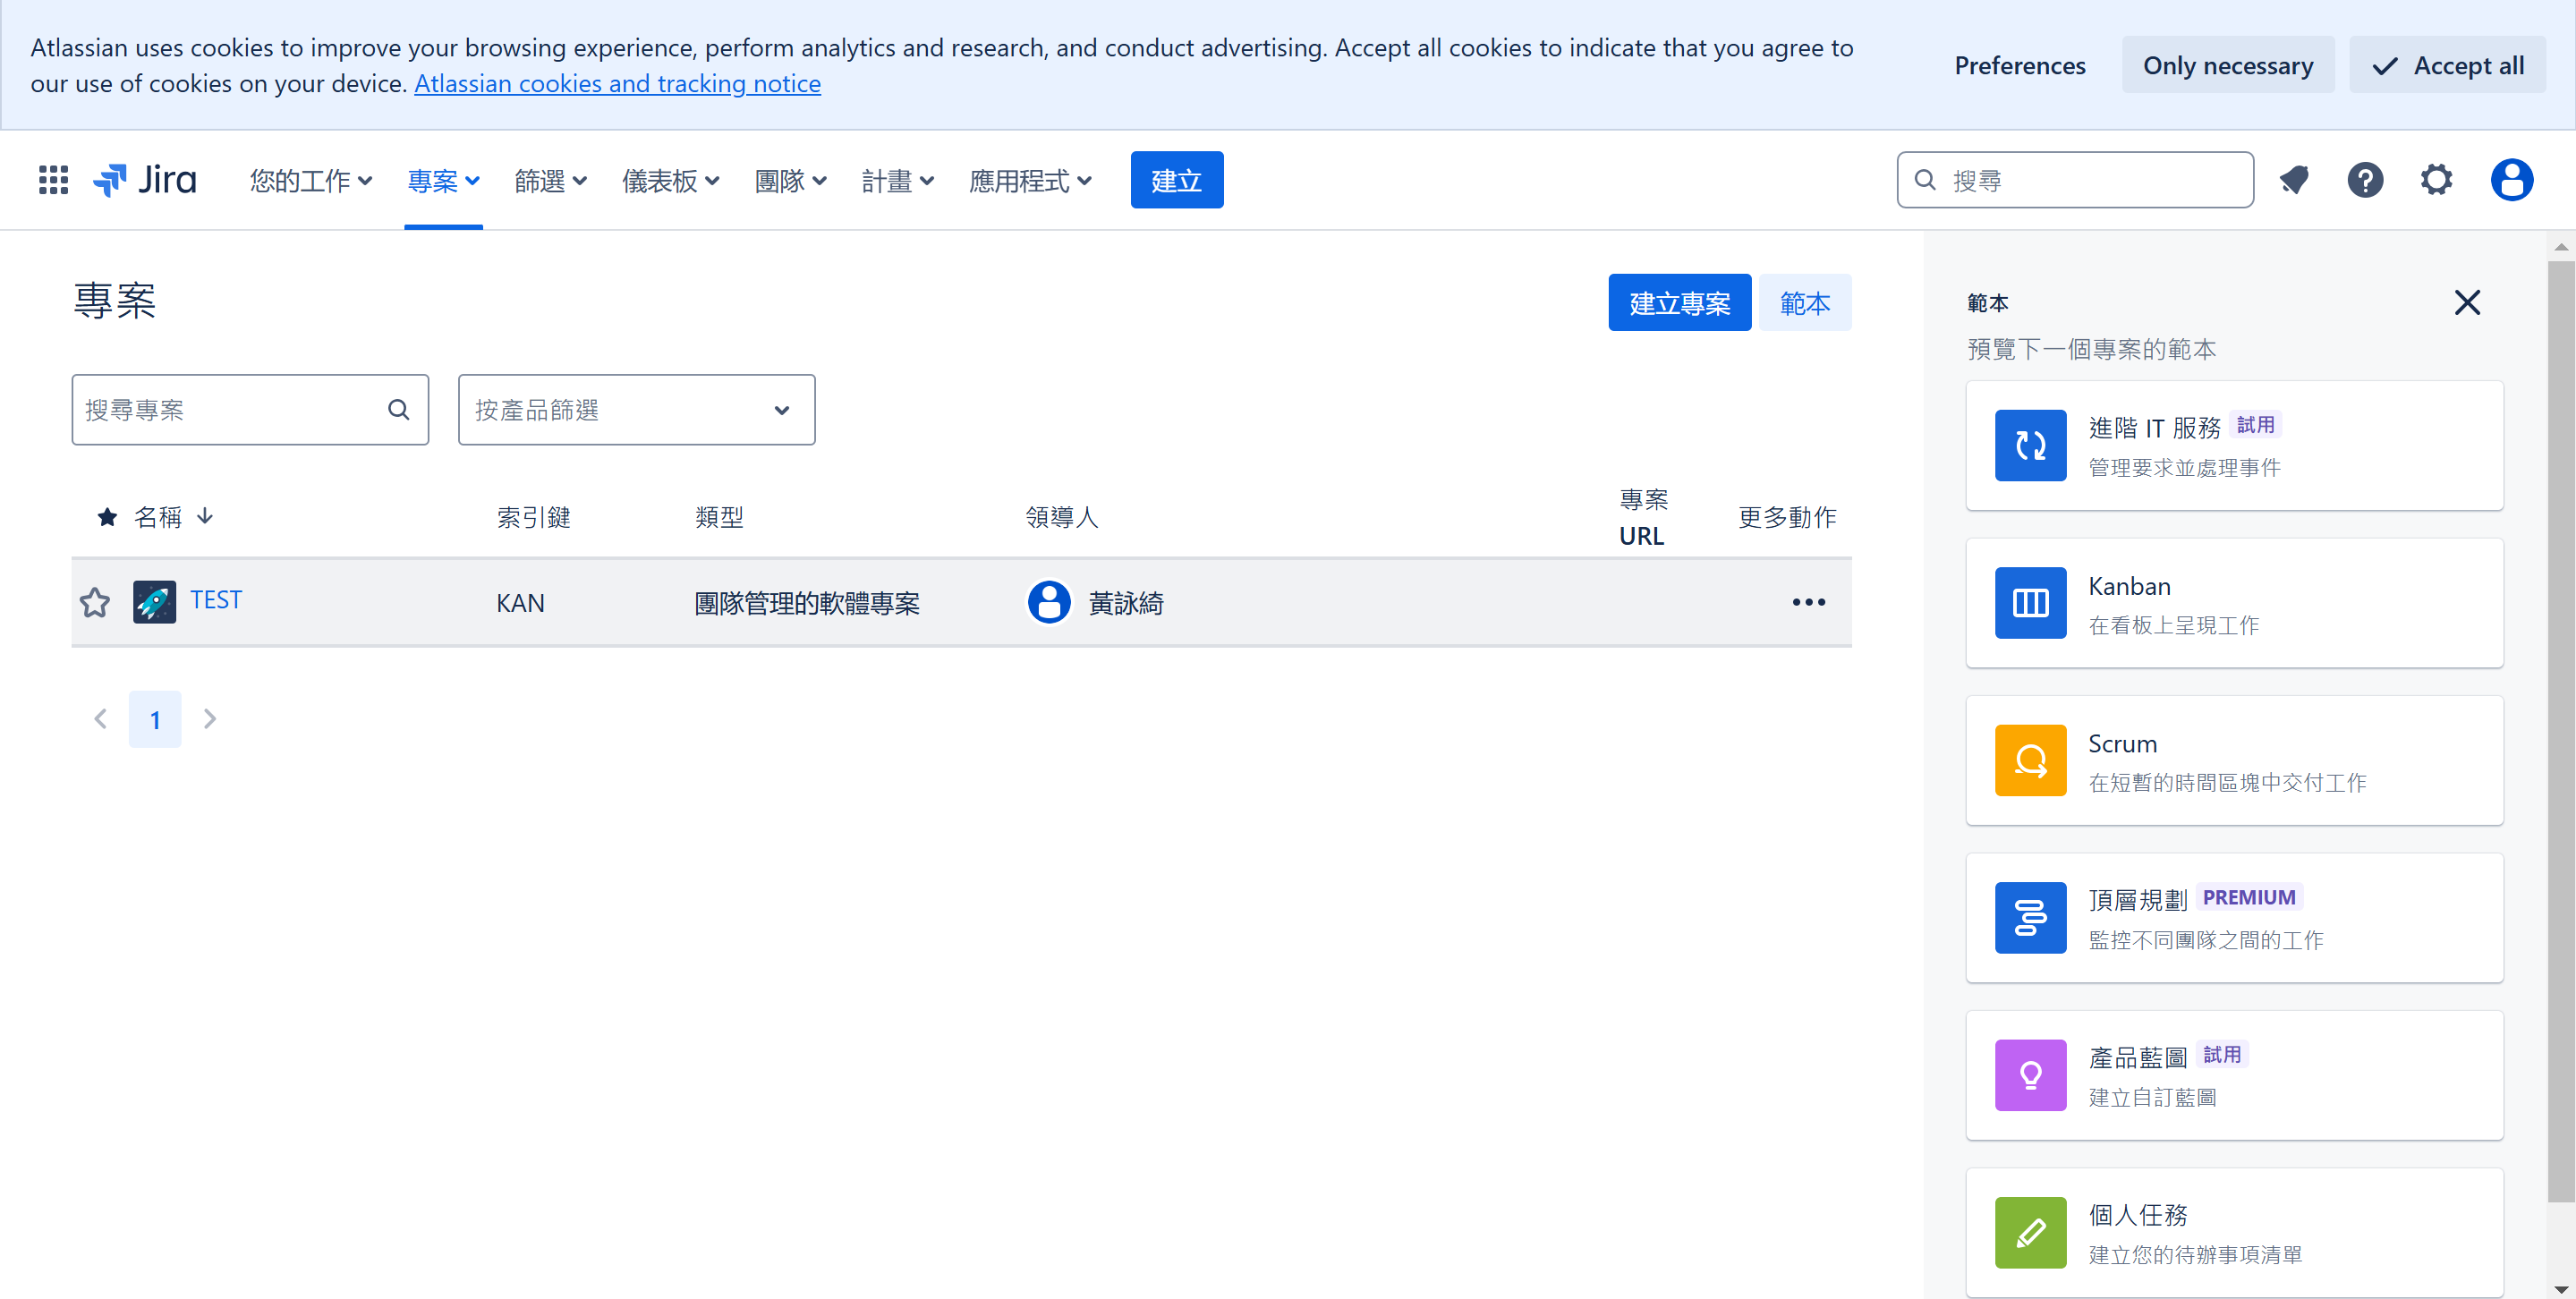 Atlassian uses cookies to improve your browsing experience, perform analytics and research, and conduct advertising. Accept all cookies to indicate that you agree to
our use of cookies on your device. Atlassian cookies and tracking notice
Preferences
Only necessary
Accept all
Jira
您的工作
專案
篩選
儀表板
團隊
計畫
應用程式
建立
搜尋
專案
建立專案
範本
搜尋專案
按產品篩選
名稱
索引鍵
類型
領導人
專案
URL
更多動作
TEST
KAN
團隊管理的軟體專案
黃詠綺
1
範本
預覽下一個專案的範本
進階 IT 服務 試用
管理要求並處理事件
Kanban
在看板上呈現工作
Scrum
在短暫的時間區塊中交付工作
頂層規劃 PREMIUM
監控不同團隊之間的工作
產品藍圖 試用
建立自訂藍圖
個人任務
建立您的待辦事項清單